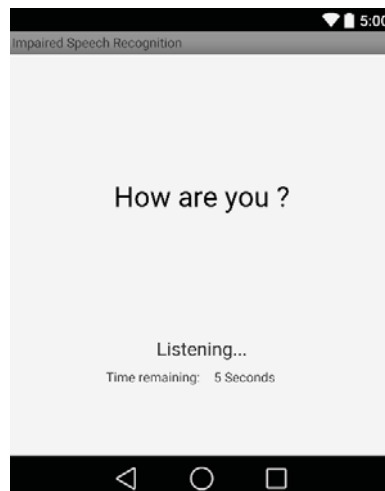 5:00
Impaired Speech Recognition
How are you ?
Listening...
Time remaining: 5 Seconds